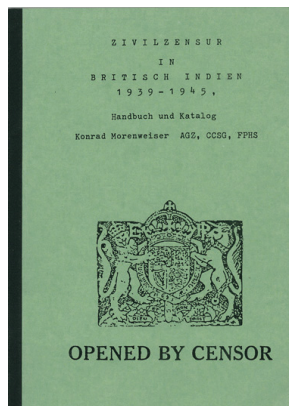 ZIVILZENSUR
IN
BRITISCH INDIEN
1939-1945,
Handbuch und Katalog
Konrad Morenweiser AGZ, CCSG, FPHS
OPENED BY CENSOR